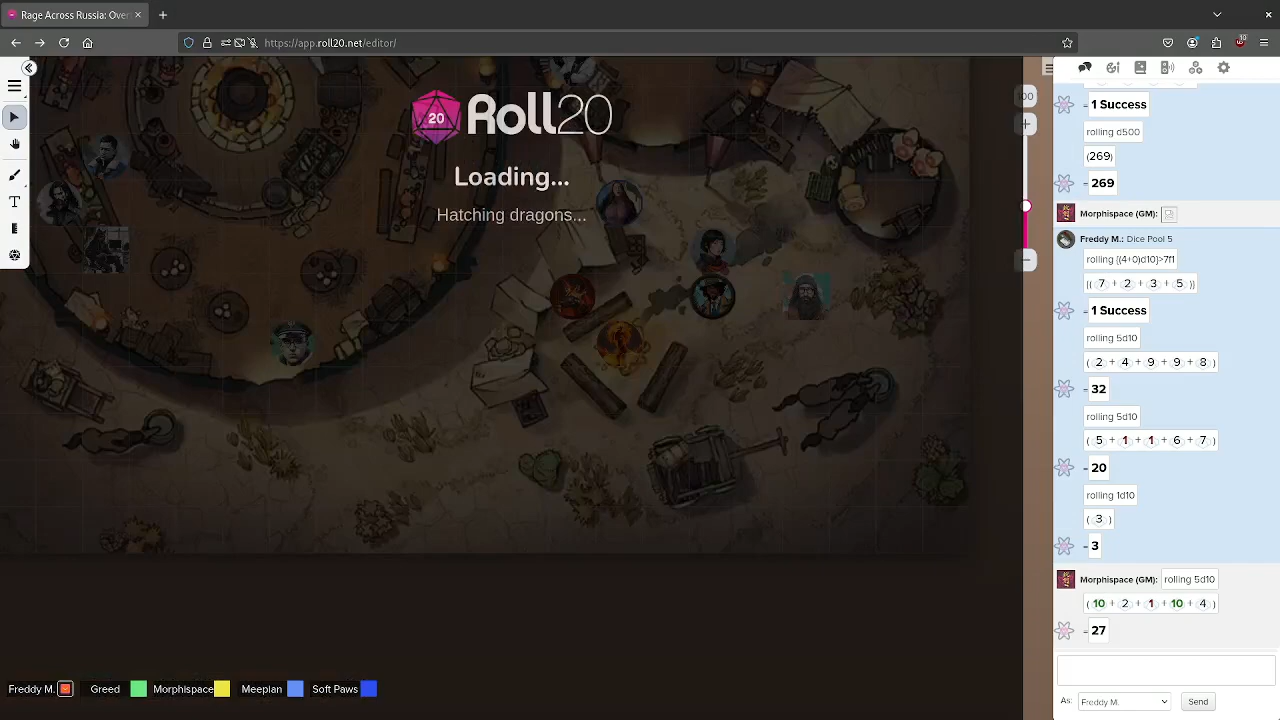 Rage Across Russia: Over
https://app.roll20.net/editor/
20 Roll20
Loading...
Hatching dragons...
1 Success
rolling d500
(269)
= 269
Morphispace (GM):
Freddy M.: Dice Pool 5
rolling {(4+0)d10}>7f1
(( 7 + 2 + 3 + 5 ))
= 1 Success
rolling 5d10
( 2 + 4 + 9 + 9 + 8 )
= 32
rolling 5d10
( 5 + 1 + 1 + 6 + 7 )
= 20
rolling 1d10
( 3 )
= 3
Morphispace (GM): rolling 5d10
( 10 + 2 + 1 + 10 + 4 )
= 27
As: Freddy M. Send
Freddy M. Greed Morphispace Meeplan Soft Paws